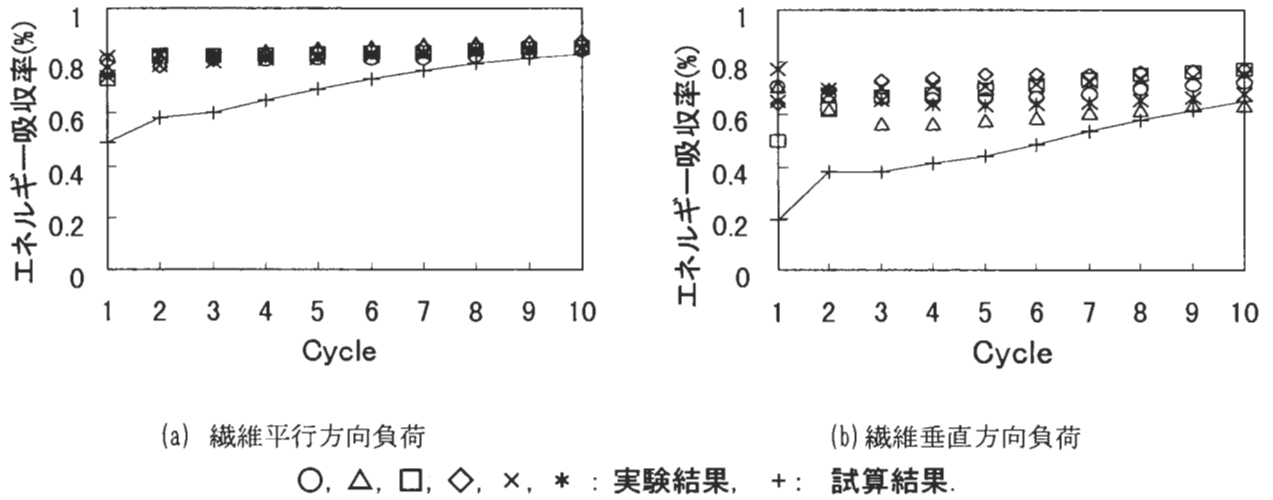 エネルギー吸収率(%)
1
0.8
0.6
0.4
0.2
0
1 2 3 4 5 6 7 8 9 10
Cycle
(a) 繊維平行方向負荷
エネルギー吸収率(%)
1
0.8
0.6
0.4
0.2
0
1 2 3 4 5 6 7 8 9 10
Cycle
(b)繊維垂直方向負荷
○, △, □, ◇, ×, * : 実験結果, +: 試算結果.